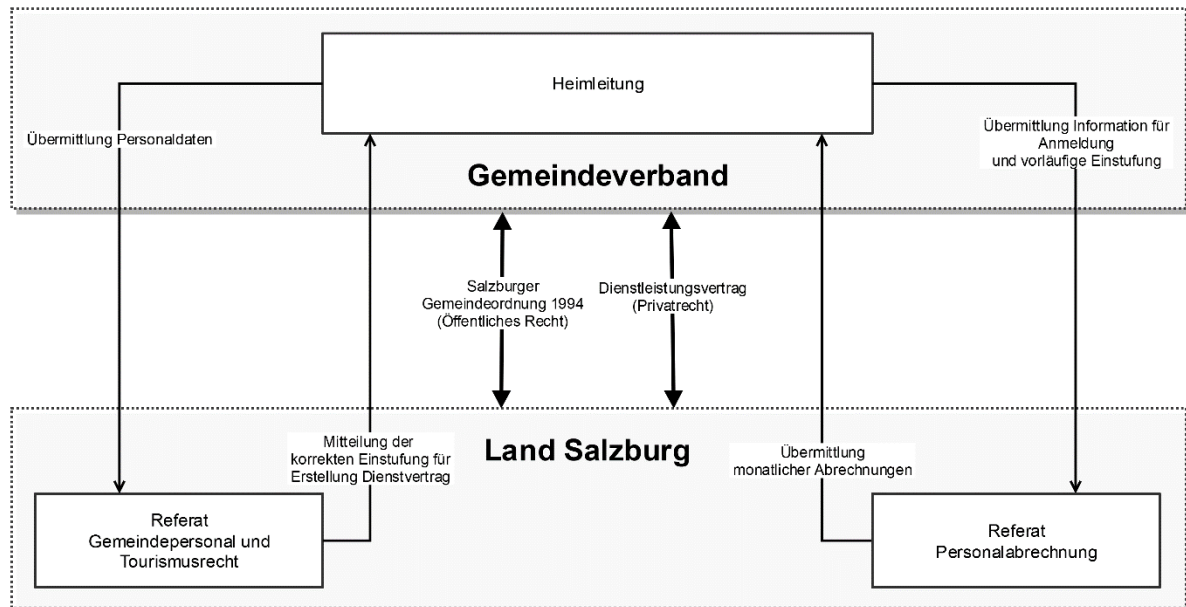 Heimleitung
Übermittlung Personaldaten
Übermittlung Information für
Anmeldung
und vorläufige Einstufung
Gemeindeverband
Salzburger
Gemeindeordnung 1994
(Öffentliches Recht)
Dienstleistungsvertrag
(Privatrecht)
Land Salzburg
Mitteilung der
korrekten Einstufung für
Erstellung Dienstvertrag
Übermittlung
monatlicher Abrechnungen
Referat
Gemeindepersonal und
Tourismusrecht
Referat
Personalabrechnung